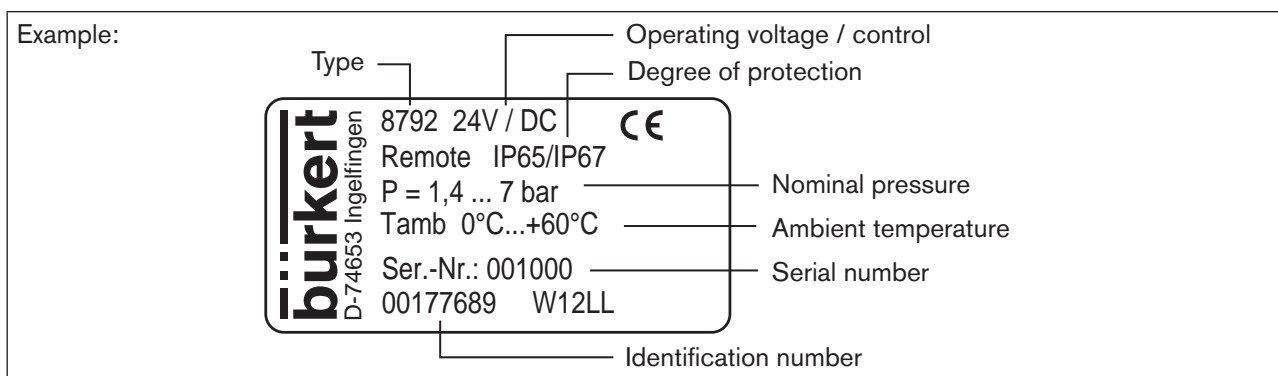 Example:
Operating voltage / control
Type
Degree of protection
bürkert
D-74653 Ingelfingen
8792 24V / DC CE
Remote IP65/IP67
P = 1,4 ... 7 bar
Nominal pressure
Tamb 0°C...+60°C
Ambient temperature
Ser.-Nr.: 001000
Serial number
00177689 W12LL
Identification number